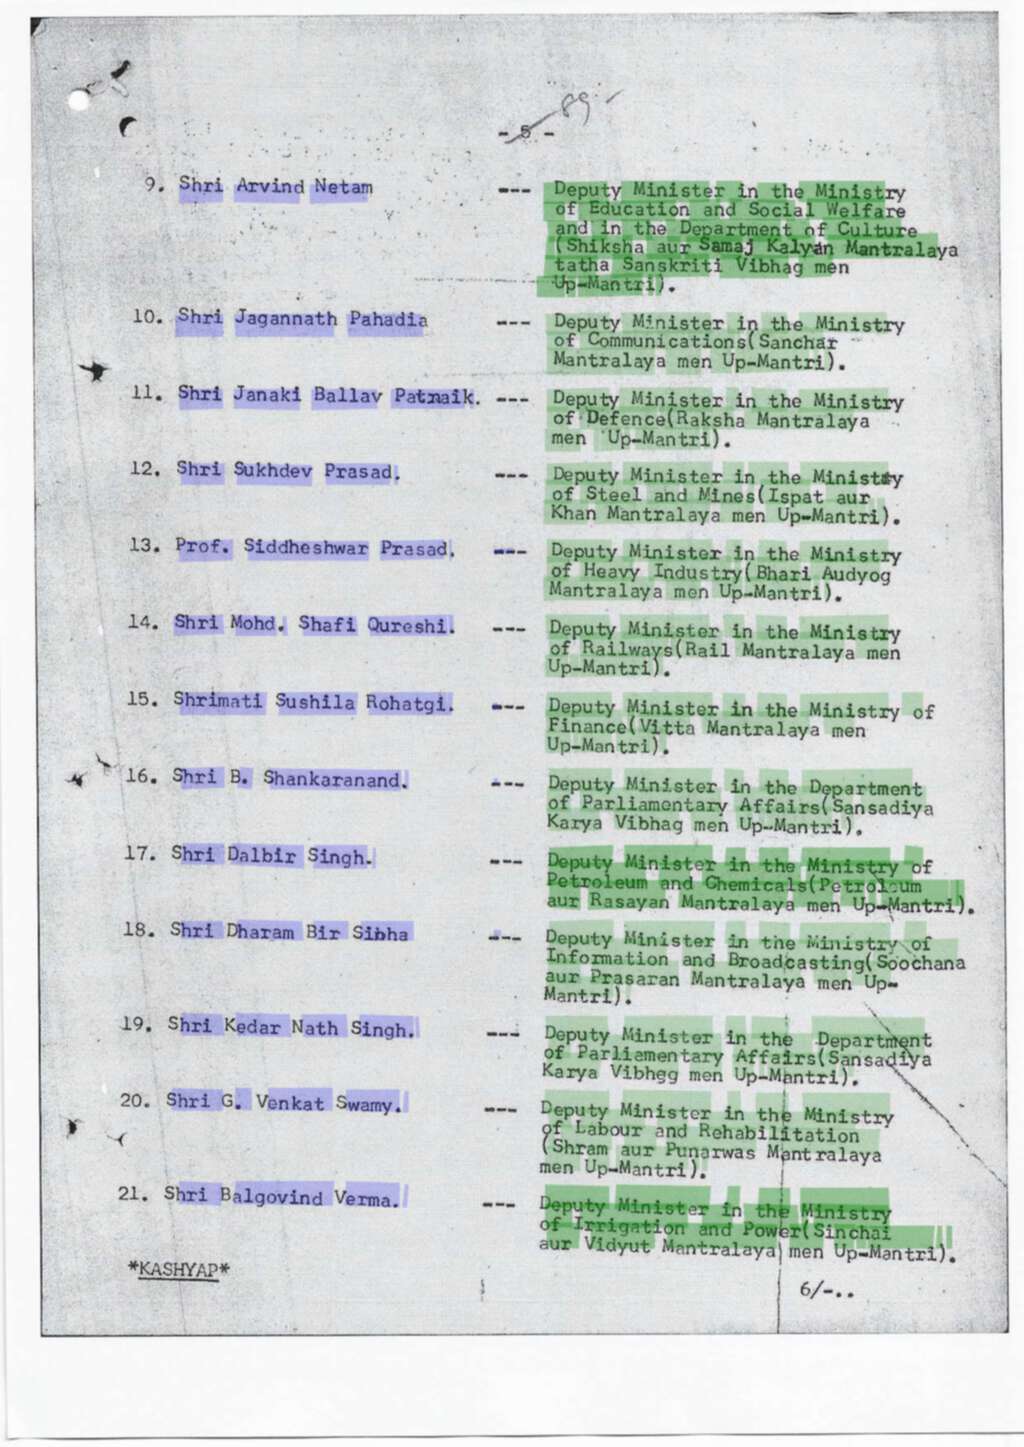 89
- 5 -
9. Shri Arvind Netam --- Deputy Minister in the Ministry
of Education and Social Welfare
and in the Department of Culture
(Shiksha aur Samaj Kalyan Mantralaya
tatha Sanskriti Vibhag men
Up-Mantri).
10. Shri Jagannath Pahadia --- Deputy Minister in the Ministry
of Communications(Sanchar
Mantralaya men Up-Mantri).
11. Shri Janaki Ballav Patnaik. --- Deputy Minister in the Ministry
of Defence(Raksha Mantralaya
men Up-Mantri).
12. Shri Sukhdev Prasad. --- Deputy Minister in the Ministry
of Steel and Mines(Ispat aur
Khan Mantralaya men Up-Mantri).
13. Prof. Siddheshwar Prasad. --- Deputy Minister in the Ministry
of Heavy Industry(Bhari Audyog
Mantralaya men Up-Mantri).
14. Shri Mohd. Shafi Qureshi. --- Deputy Minister in the Ministry
of Railways(Rail Mantralaya men
Up-Mantri).
15. Shrimati Sushila Rohatgi. --- Deputy Minister in the Ministry of
Finance(Vitta Mantralaya men
Up-Mantri).
16. Shri B. Shankaranand. --- Deputy Minister in the Department
of Parliamentary Affairs(Sansadiya
Karya Vibhag men Up-Mantri).
17. Shri Dalbir Singh. --- Deputy Minister in the Ministry of
Petroleum and Chemicals(Petroleum
aur Rasayan Mantralaya men Up-Mantri).
18. Shri Dharam Bir Sinha --- Deputy Minister in the Ministry of
Information and Broadcasting(Soochana
aur Prasaran Mantralaya men Up-
Mantri).
19. Shri Kedar Nath Singh. --- Deputy Minister in the Department
of Parliamentary Affairs(Sansadiya
Karya Vibhag men Up-Mantri).
20. Shri G. Venkat Swamy. --- Deputy Minister in the Ministry
of Labour and Rehabilitation
(Shram aur Punarwas Mantralaya
men Up-Mantri).
21. Shri Balgovind Verma. --- Deputy Minister in the Ministry
of Irrigation and Power(Sinchai
aur Vidyut Mantralaya men Up-Mantri).
*KASHYAP*
6/-..